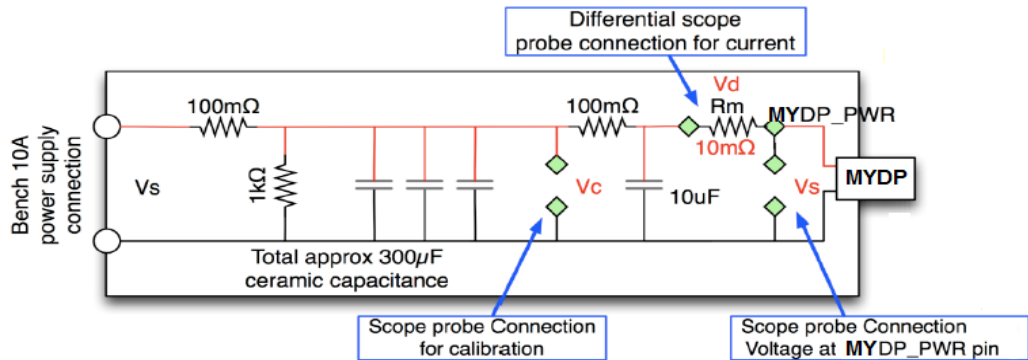 Differential scope
probe connection for current
Bench 10A
power supply
connection
Vs
100mΩ
1kΩ
Total approx 300µF
ceramic capacitance
100mΩ
Vc
10uF
Vd
Rm
10mΩ
MYDP_PWR
Vs
MYDP
Scope probe Connection
for calibration
Scope probe Connection
Voltage at MYDP_PWR pin